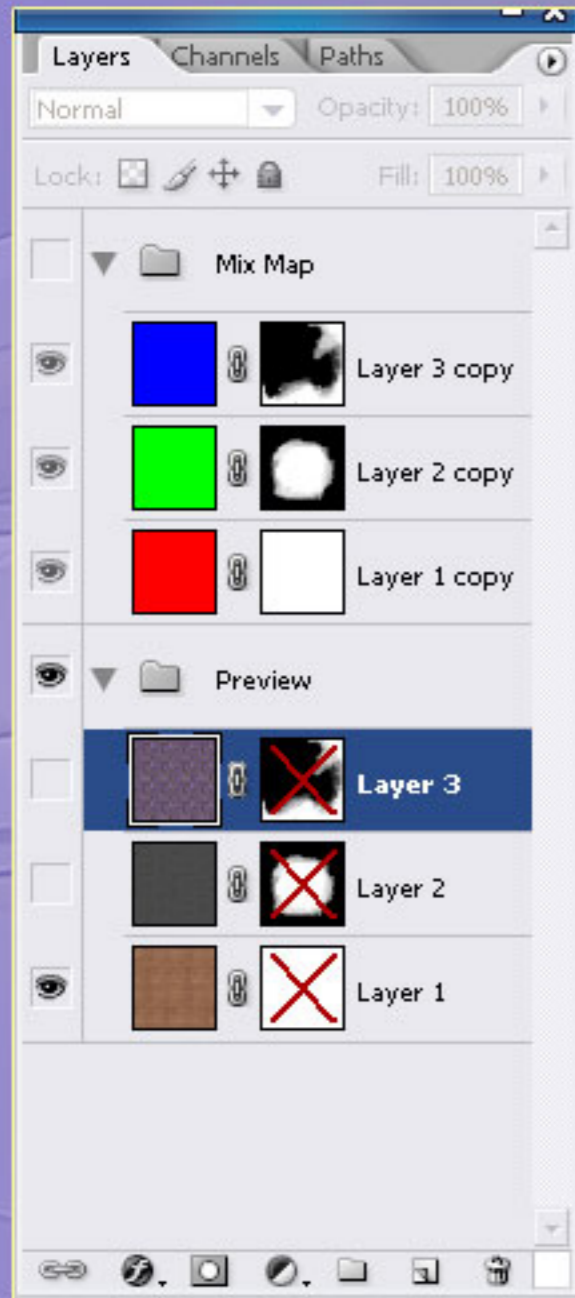 Layers Channels Paths
Normal Opacity: 100%
Lock: Fill: 100%
Mix Map
Layer 3 copy
Layer 2 copy
Layer 1 copy
Preview
Layer 3
Layer 2
Layer 1